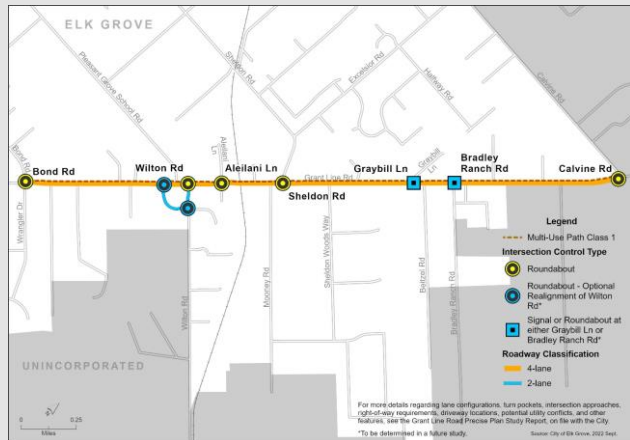 ELK GROVE
Pleasant Grove School Rd
Sheldon Rd
Excelsior Rd
Halfway Rd
Calvine Rd
Bond Rd
Bond Rd
Wilton Rd
Aleilani Ln
Aleilani Ln
Grant Line Rd
Graybill Ln
Graybill Ln
Bradley
Ranch Rd
Calvine Rd
Sheldon Rd
Wrangler Dr
Wilton Rd
Mooney Rd
Sheldon Woods Way
Beitzel Rd
Bradley Ranch Rd
UNINCORPORATED
Legend
Multi-Use Path Class 1
Intersection Control Type
Roundabout
Roundabout - Optional
Realignment of Wilton
Rd*
Signal or Roundabout at
either Graybill Ln or
Bradley Ranch Rd*
Roadway Classification
4-lane
2-lane
0
0.25
Miles
For more details regarding lane configurations, turn pockets, intersection approaches,
right-of-way requirements, driveway locations, potential utility conflicts, and other
features, see the Grant Line Road Precise Plan Study Report, on file with the City.
*To be determined in a future study.
Source: City of Elk Grove, 2022 Sept.